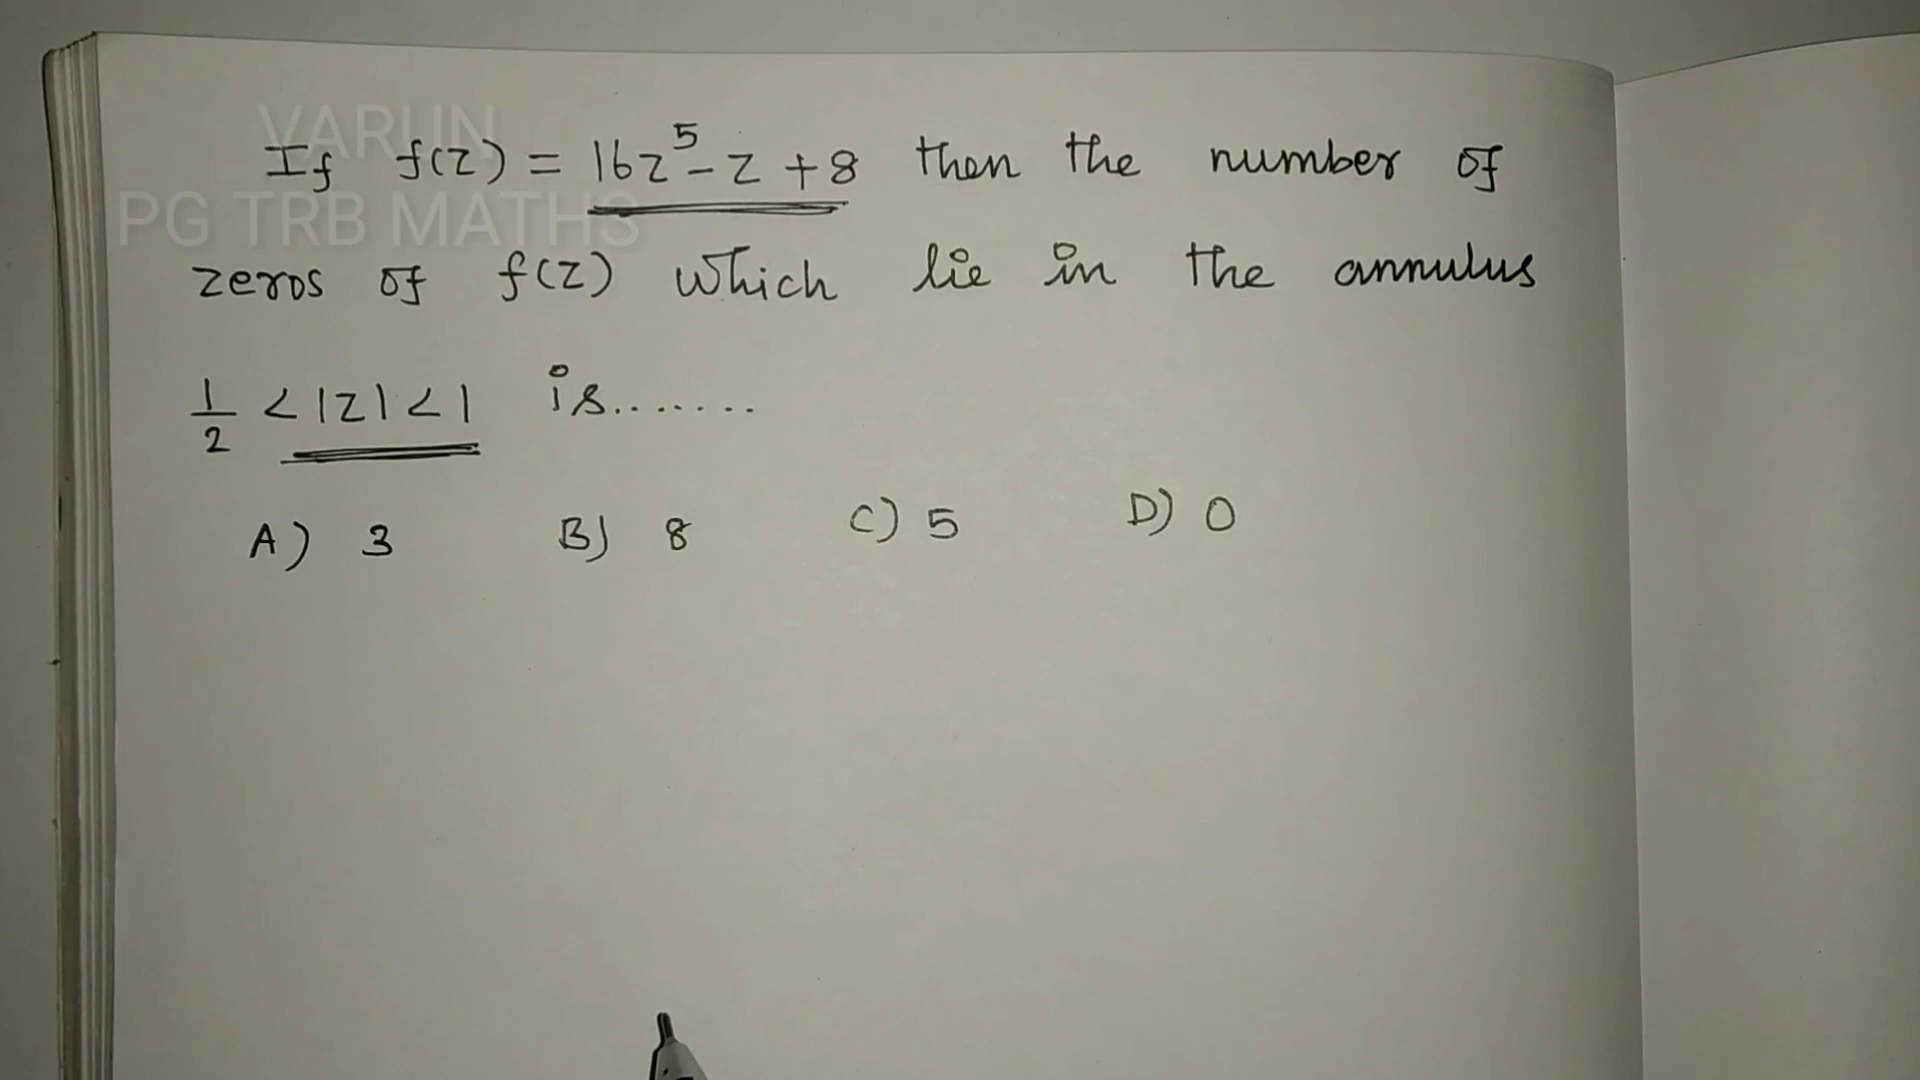 VARUN
PG TRB MATHS
If f(z) = 16z⁵ - z + 8 then the number of
zeros of f(z) which lie in the annulus
1/2 < |z| < 1 is.......
A) 3 B) 8 C) 5 D) 0